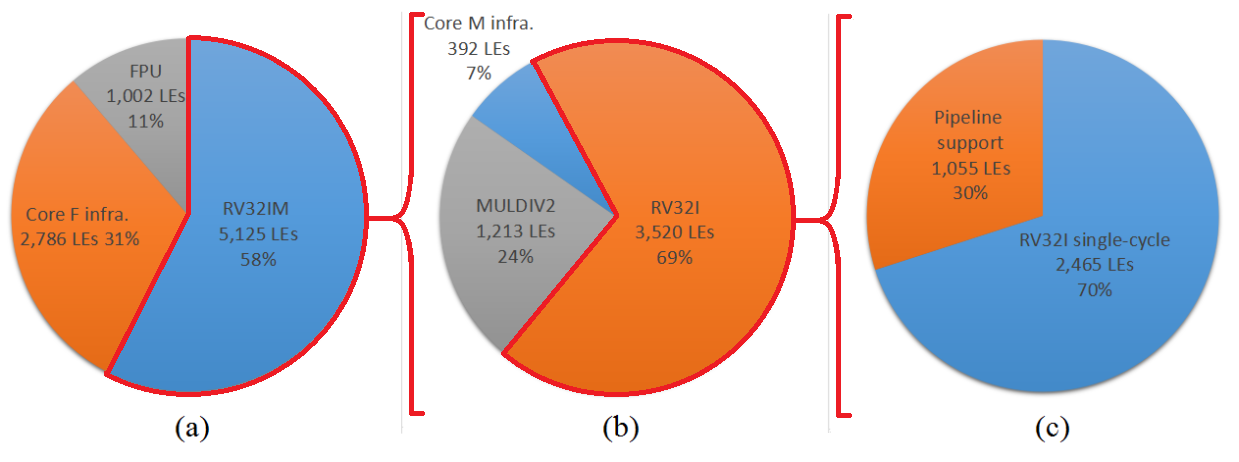 FPU
1,002 LEs
11%
Core F infra.
2,786 LEs 31%
RV32IM
5,125 LEs
58%
(a)
Core M infra.
392 LEs
7%
MULDIV2
1,213 LEs
24%
RV32I
3,520 LEs
69%
(b)
Pipeline
support
1,055 LEs
30%
RV32I single-cycle
2,465 LEs
70%
(c)